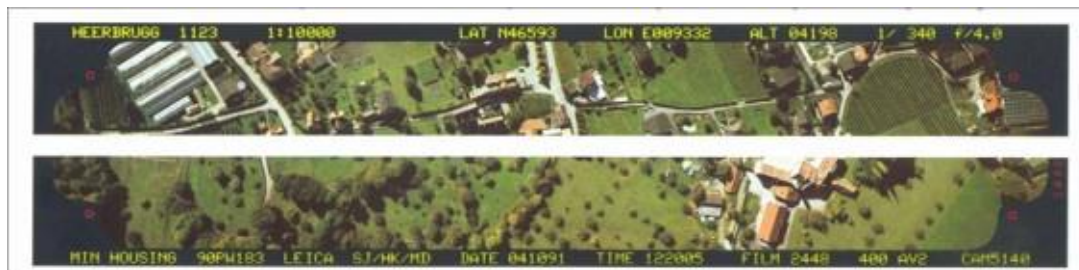 HEERBRUGG 1123 1:10000 LAT N46593 LON E009332 ALT 04198 1/ 340 f/4.0
MIN HOUSING 90PW183 LEICA SJ/HK/MD DATE 041091 TIME 122005 FILM 2448 400 AV2 CAM5140